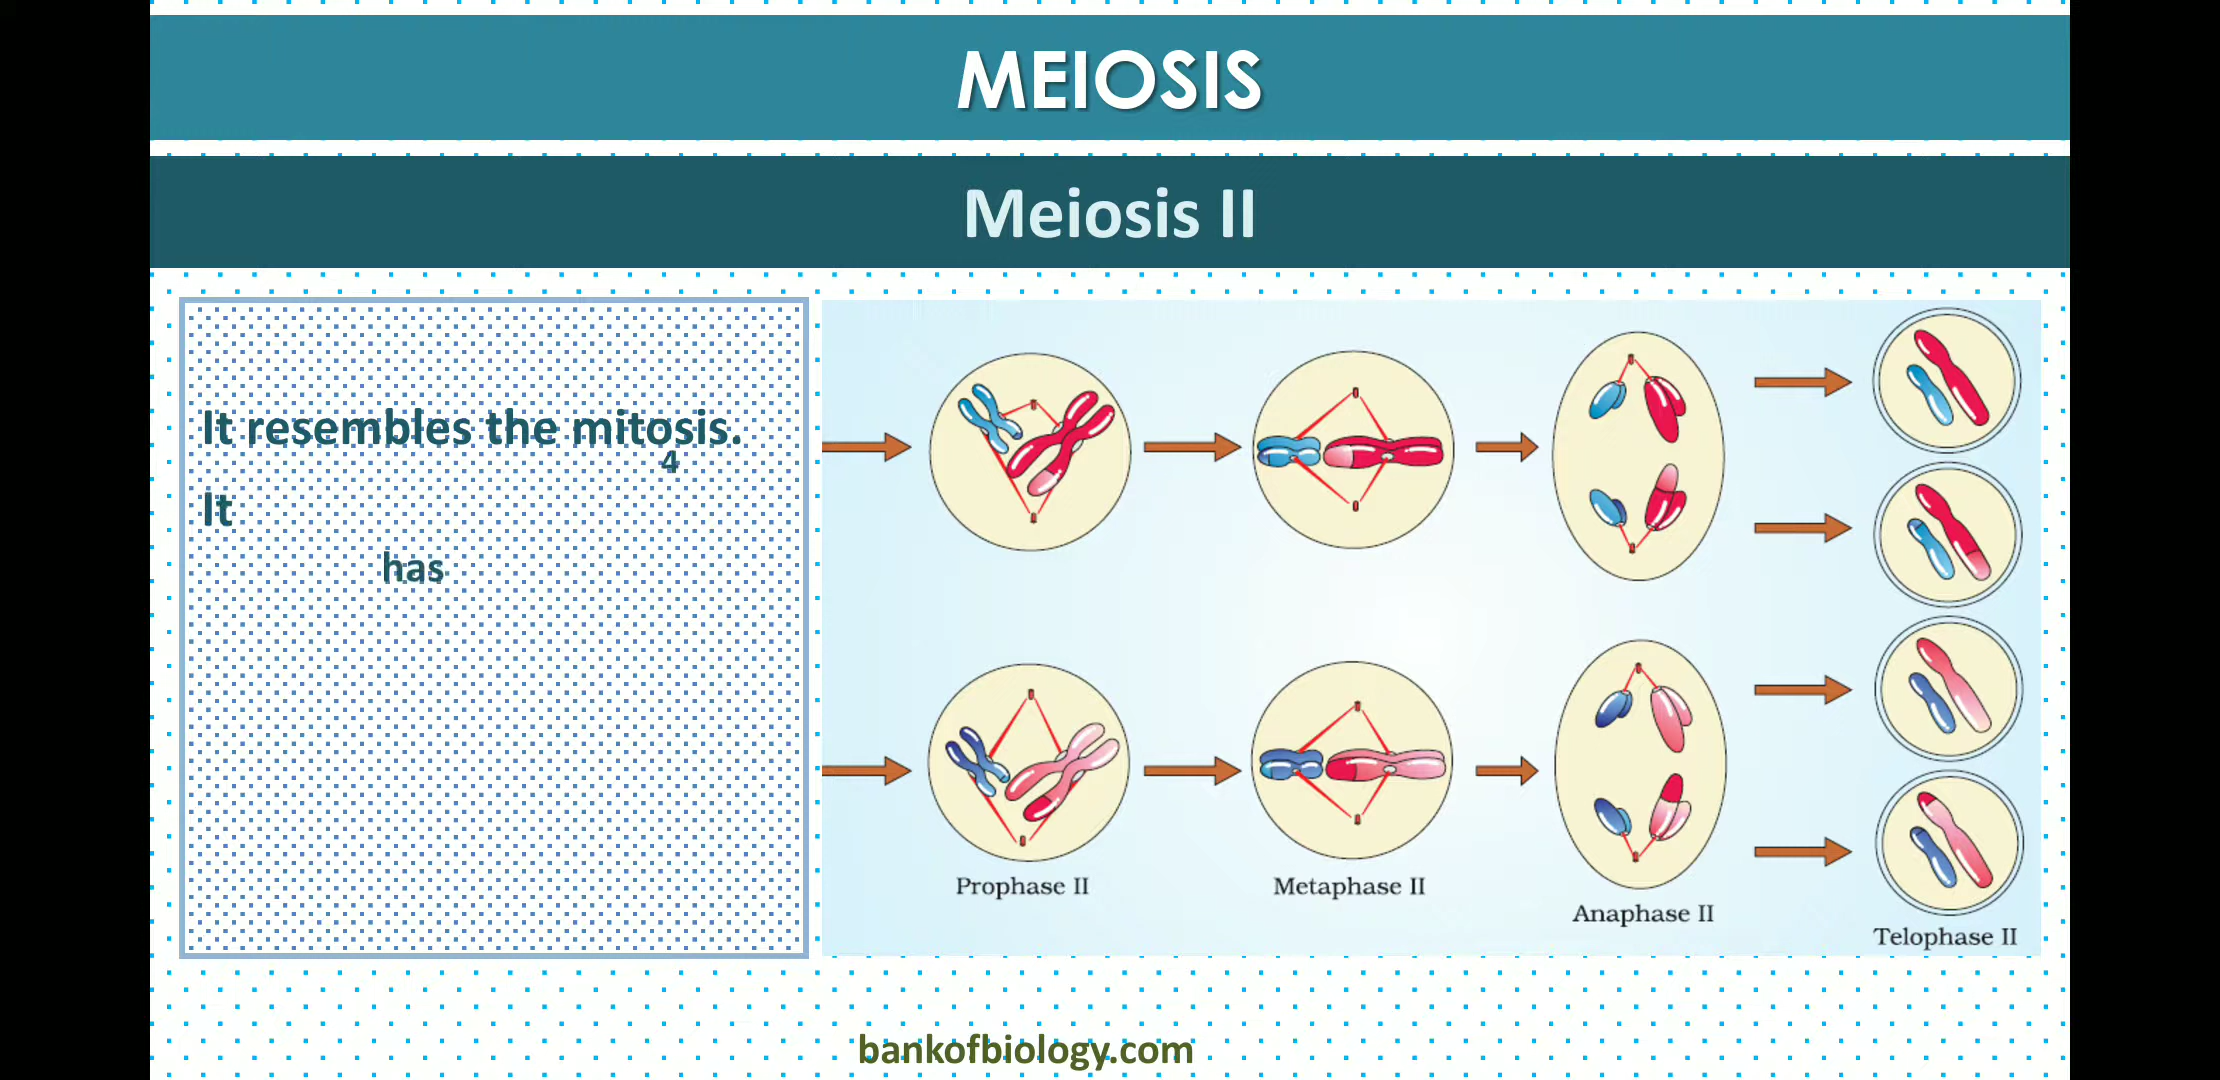 MEIOSIS
Meiosis II
It resembles the mitosis.
4
It
has
Prophase II
Metaphase II
Anaphase II
Telophase II
bankofbiology.com